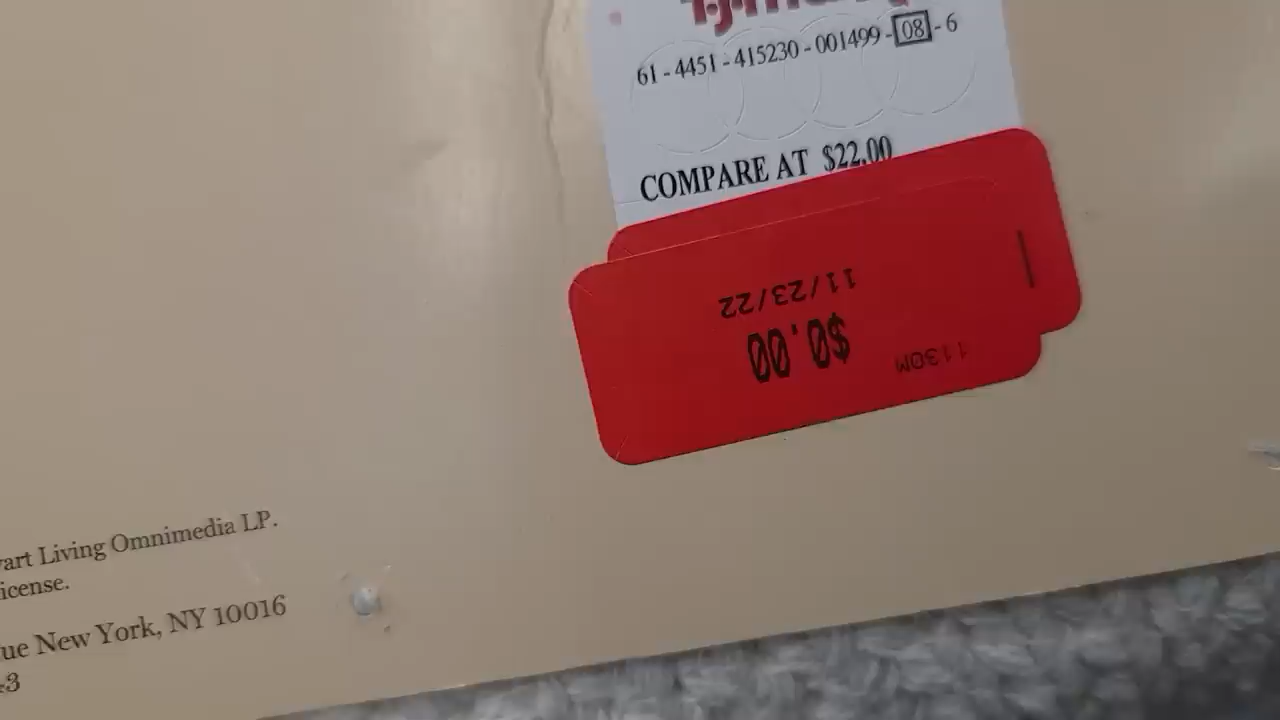 61-4451-415230-001499-08-6
COMPARE AT $22.00
11/23/22
$0.00
1130M
Living Omnimedia LP.
New York, NY 10016